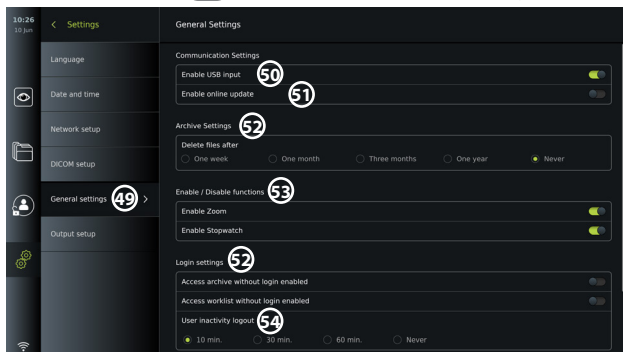 10:26
10 Jun
Settings
Language
Date and time
Network setup
DICOM setup
General settings 49
Output setup
General Settings
Communication Settings
Enable USB input 50
Enable online update 51
Archive Settings 52
Delete files after
One week One month Three months One year Never
Enable / Disable functions 53
Enable Zoom
Enable Stopwatch
Login settings 52
Access archive without login enabled
Access worklist without login enabled
User inactivity logout 54
10 min. 30 min. 60 min. Never